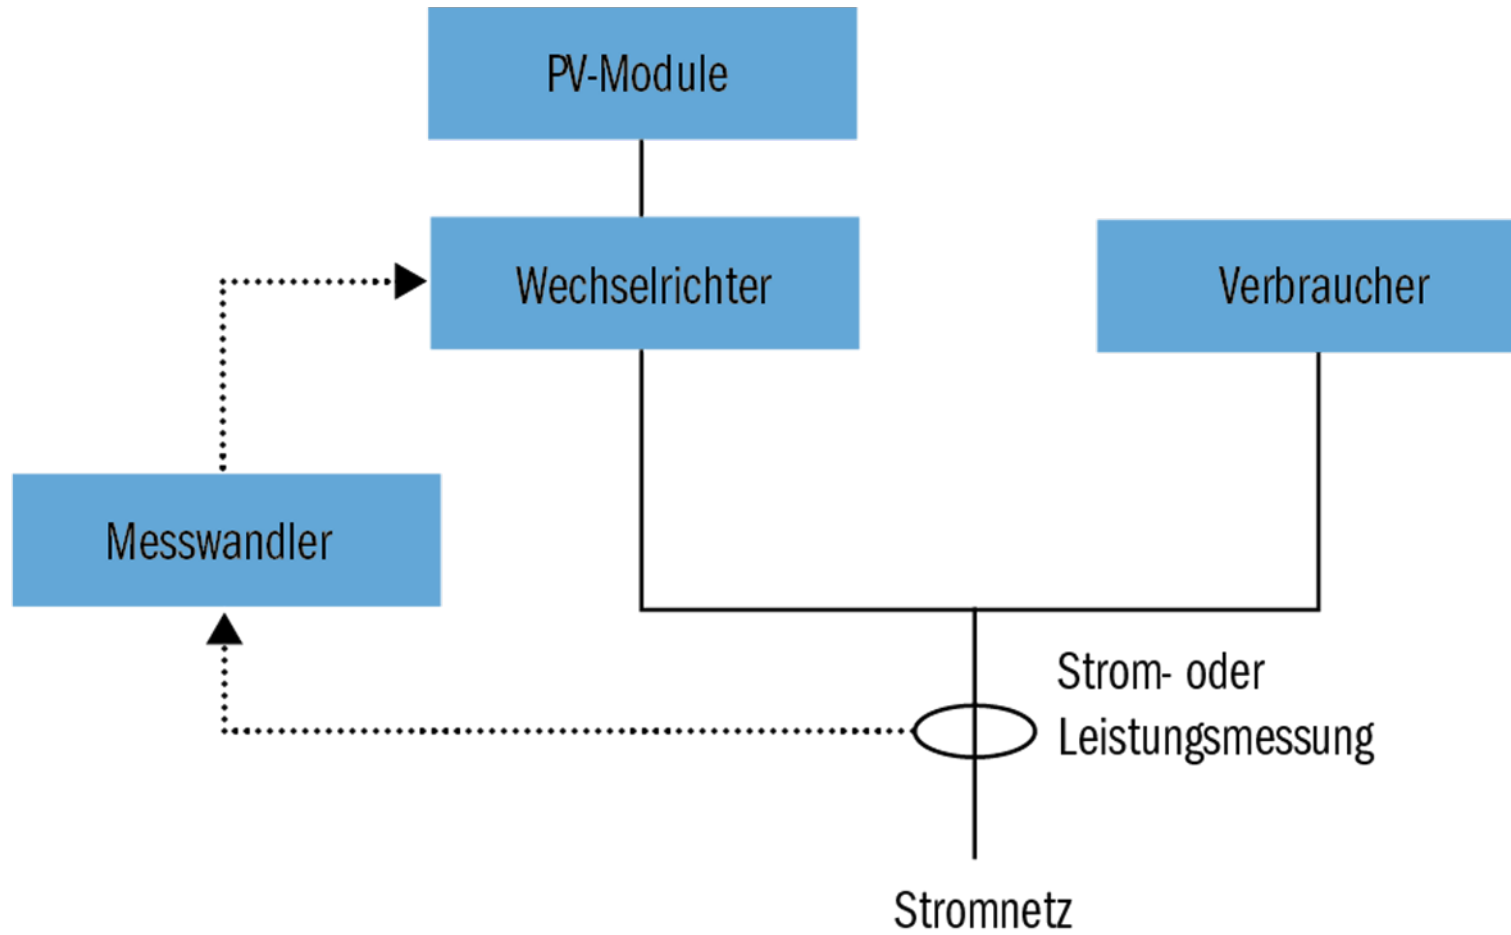 PV-Module
Wechselrichter
Verbraucher
Messwandler
Strom- oder
Leistungsmessung
Stromnetz